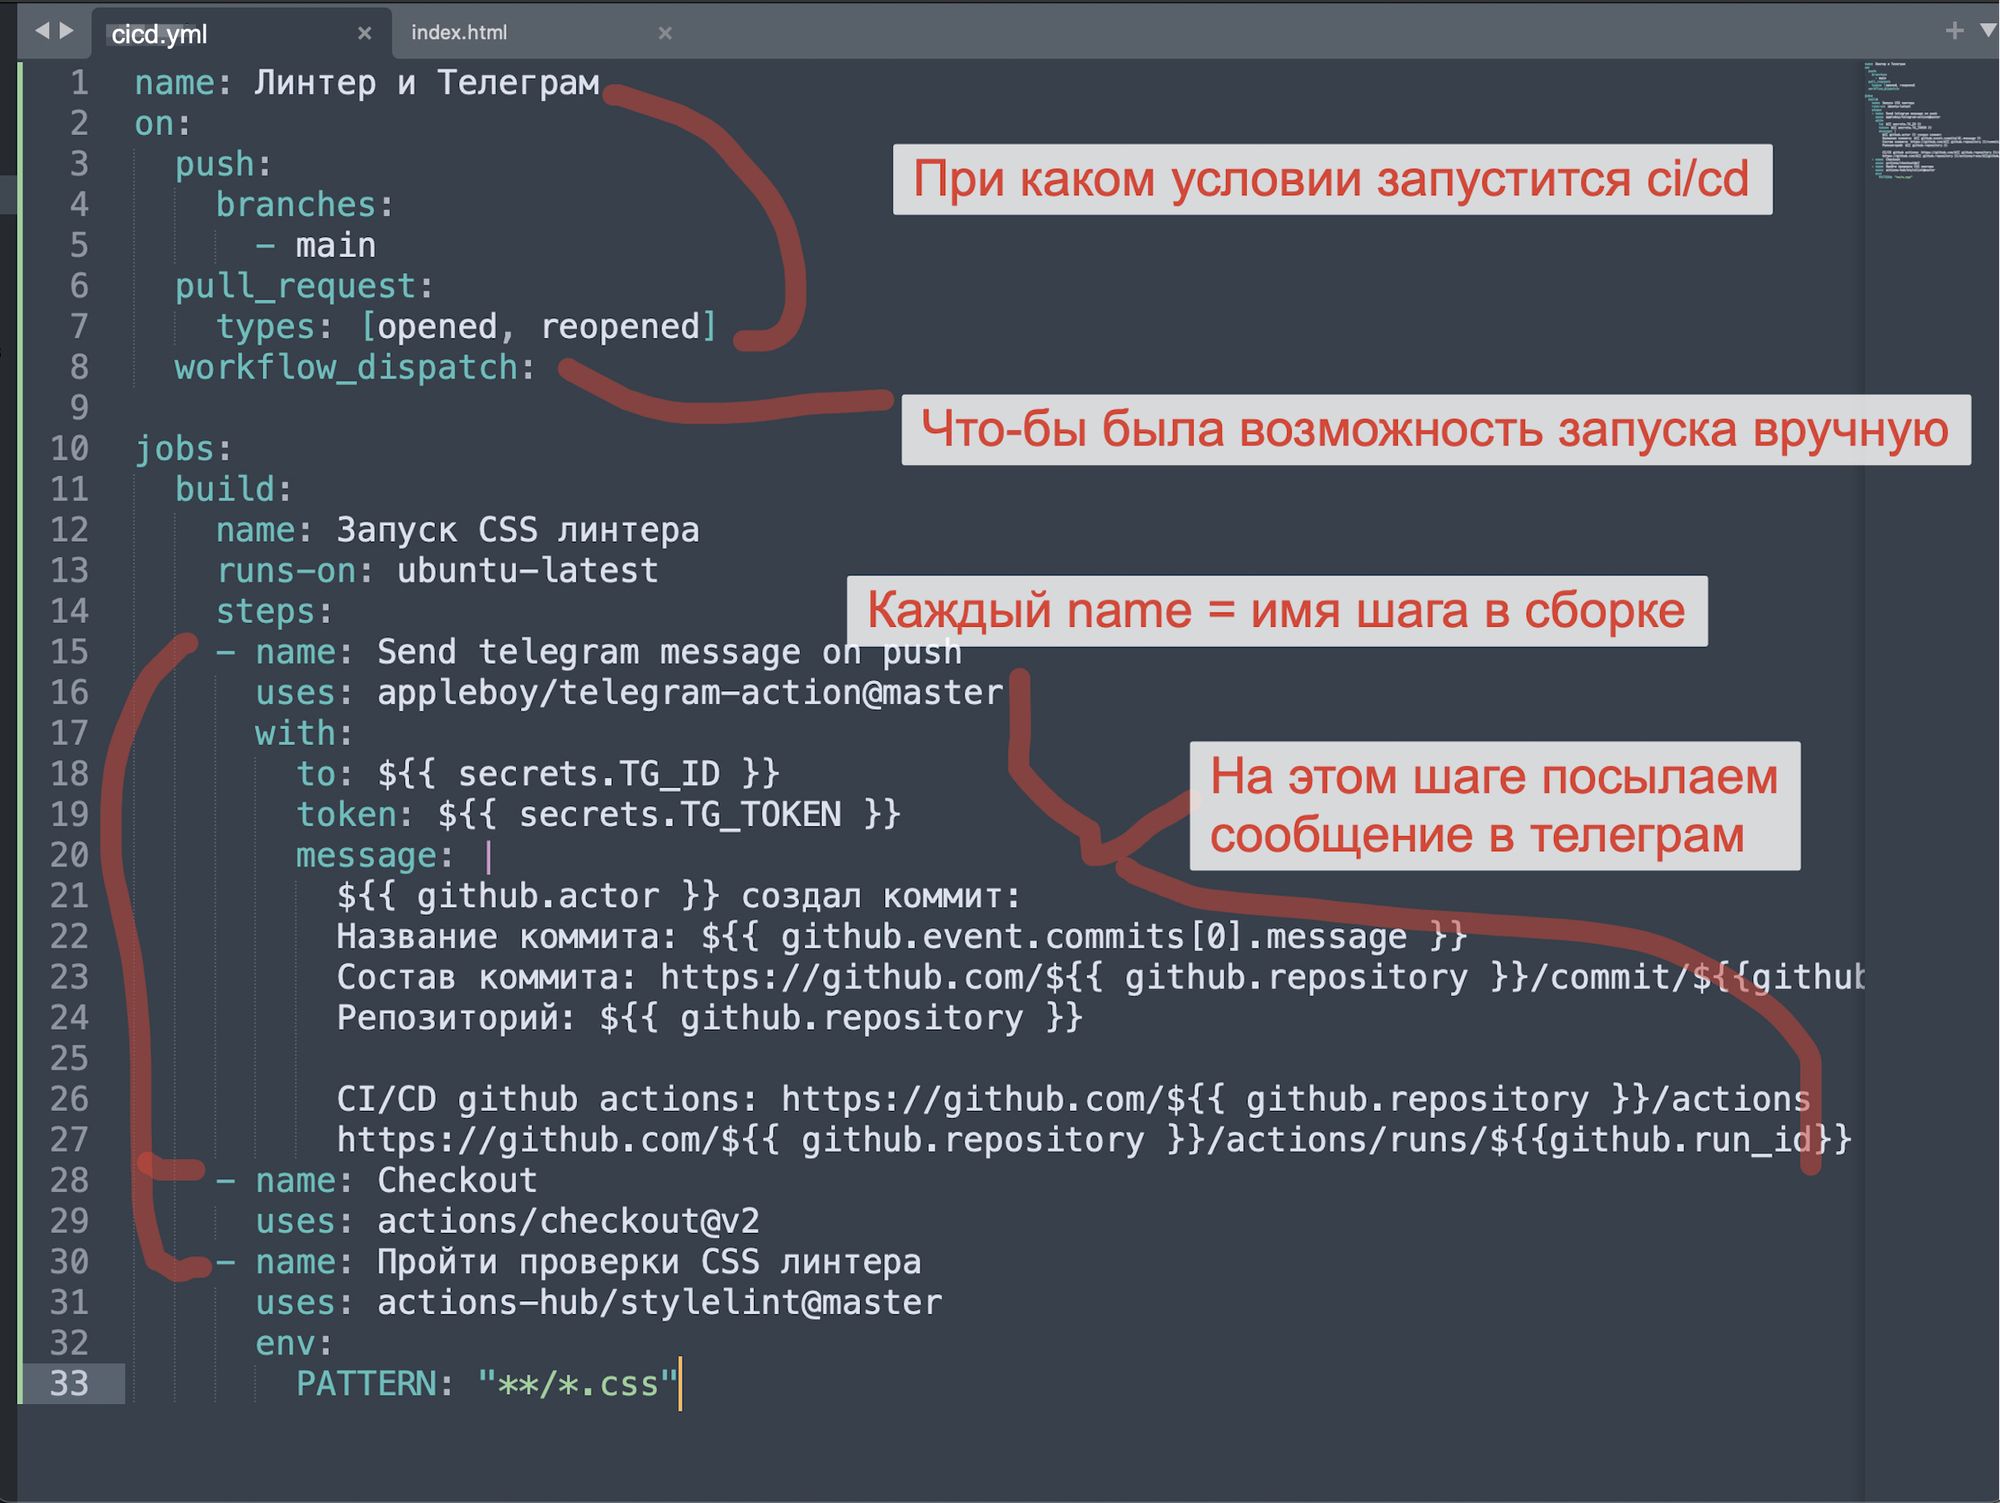 cicd.yml
index.html
1 name: Линтер и Телеграм
2 on:
3 push:
4 branches:
5 - main
6 pull_request:
7 types: [opened, reopened]
8 workflow_dispatch:
9
10 jobs:
11 build:
12 name: Запуск CSS линтера
13 runs-on: ubuntu-latest
14 steps:
15 - name: Send telegram message on push
16 uses: appleboy/telegram-action@master
17 with:
18 to: ${{ secrets.TG_ID }}
19 token: ${{ secrets.TG_TOKEN }}
20 message: |
21 ${{ github.actor }} создал коммит:
22 Название коммита: ${{ github.event.commits[0].message }}
23 Состав коммита: https://github.com/${{ github.repository }}/commit/${{github
24 Репозиторий: ${{ github.repository }}
25
26 CI/CD github actions: https://github.com/${{ github.repository }}/actions
27 https://github.com/${{ github.repository }}/actions/runs/${{github.run_id}}
28 - name: Checkout
29 uses: actions/checkout@v2
30 - name: Пройти проверки CSS линтера
31 uses: actions-hub/stylelint@master
32 env:
33 PATTERN: "**/*.css"
При каком условии запустится ci/cd
Что-бы была возможность запуска вручную
Каждый name = имя шага в сборке
На этом шаге посылаем
сообщение в телеграм